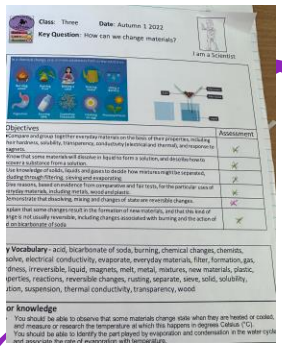 Class: Three Date: Autumn 1 2022
Key Question: How can we change materials?
I am a Scientist
Objectives
Assessment
Compare and group together everyday materials on the basis of their properties, including
their hardness, solubility, transparency, conductivity (electrical and thermal), and response to
magnets.
Know that some materials will dissolve in liquid to form a solution, and describe how to
recover a substance from a solution.
Use knowledge of solids, liquids and gases to decide how mixtures might be separated,
including through filtering, sieving and evaporating
Give reasons, based on evidence from comparative and fair tests, for the particular uses of
everyday materials, including metals, wood and plastic.
Demonstrate that dissolving, mixing and changes of state are reversible changes.
Explain that some changes result in the formation of new materials, and that this kind of
change is not usually reversible, including changes associated with burning and the action of
acid on bicarbonate of soda
y Vocabulary - acid, bicarbonate of soda, burning, chemical changes, chemists,
solve, electrical conductivity, evaporate, everyday materials, filter, formation, gas,
rdness, irreversible, liquid, magnets, melt, metal, mixtures, new materials, plastic,
perties, reactions, reversible changes, rusting, separate, sieve, solid, solubility,
ution, suspension, thermal conductivity, transparency, wood
or knowledge
You should be able to observe that some materials change state when they are heated or cooled,
and measure or research the temperature at which this happens in degrees Celsius (°C).
You should be able to identify the part played by evaporation and condensation in the water cycle
and associate the rate of evaporation with temperature.